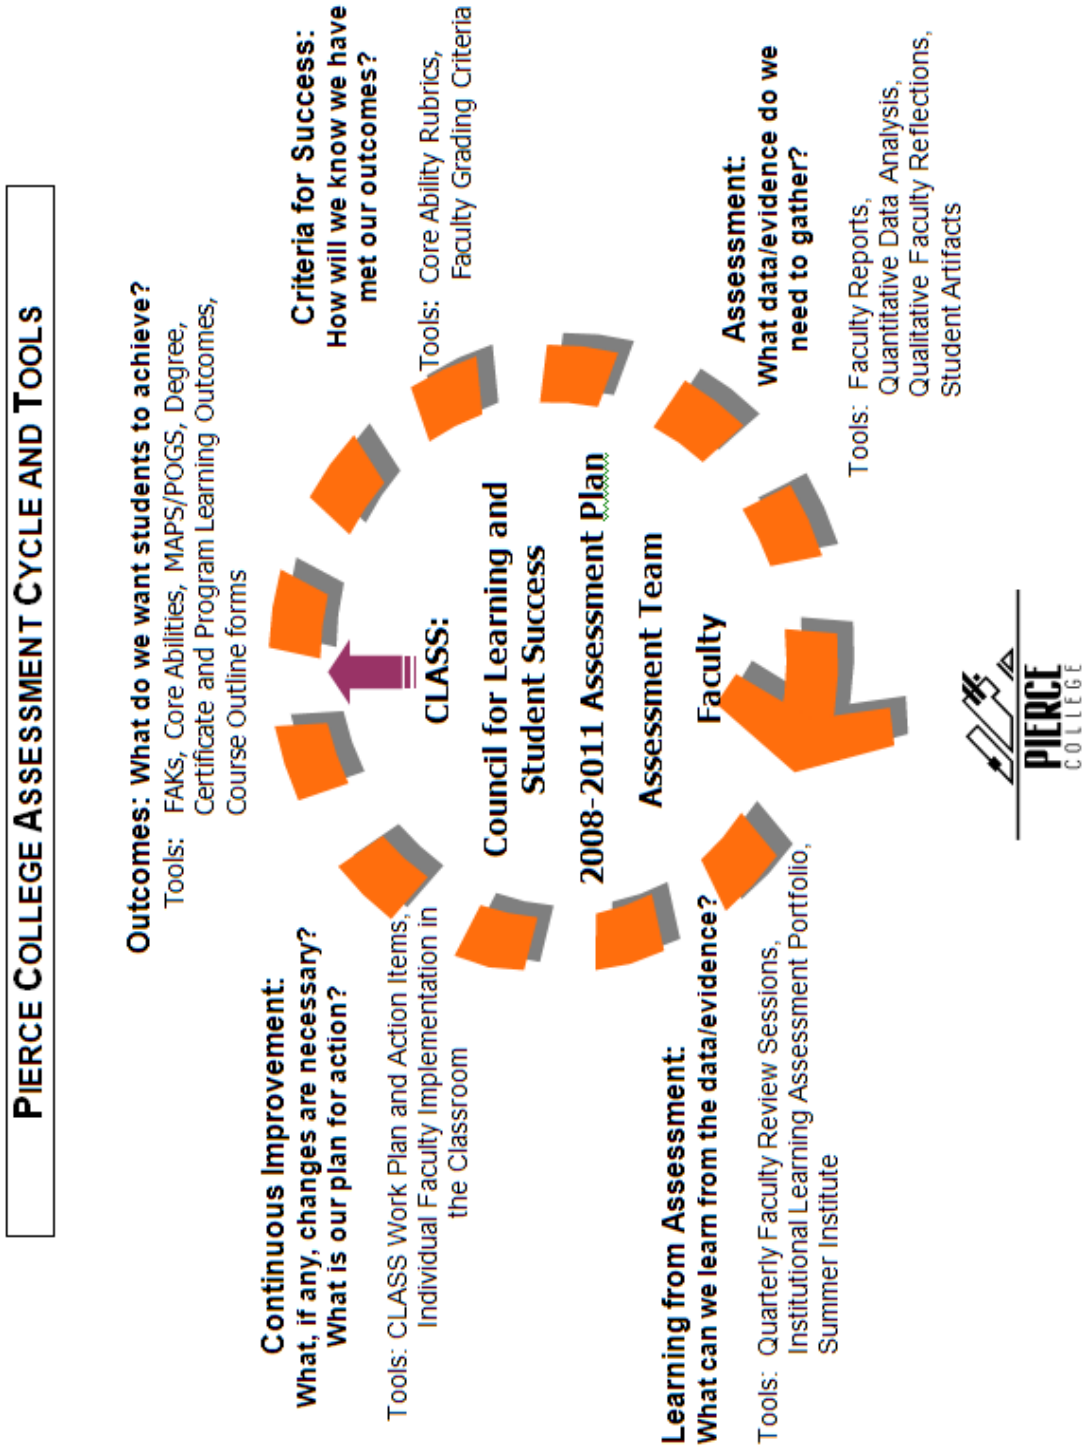 PIERCE COLLEGE ASSESSMENT CYCLE AND TOOLS
Outcomes: What do we want students to achieve?
Tools: FAKs, Core Abilities, MAPS/POGS, Degree,
Certificate and Program Learning Outcomes,
Course Outline forms
Criteria for Success:
How will we know we have
met our outcomes?
Tools: Core Ability Rubrics,
Faculty Grading Criteria
Assessment:
What data/evidence do we
need to gather?
Tools: Faculty Reports,
Quantitative Data Analysis,
Qualitative Faculty Reflections,
Student Artifacts
Learning from Assessment:
What can we learn from the data/evidence?
Tools: Quarterly Faculty Review Sessions,
Institutional Learning Assessment Portfolio,
Summer Institute
Continuous Improvement:
What, if any, changes are necessary?
What is our plan for action?
Tools: CLASS Work Plan and Action Items,
Individual Faculty Implementation in
the Classroom
CLASS:
Council for Learning and
Student Success
2008-2011 Assessment Plan
Assessment Team
Faculty
PIERCE
COLLEGE